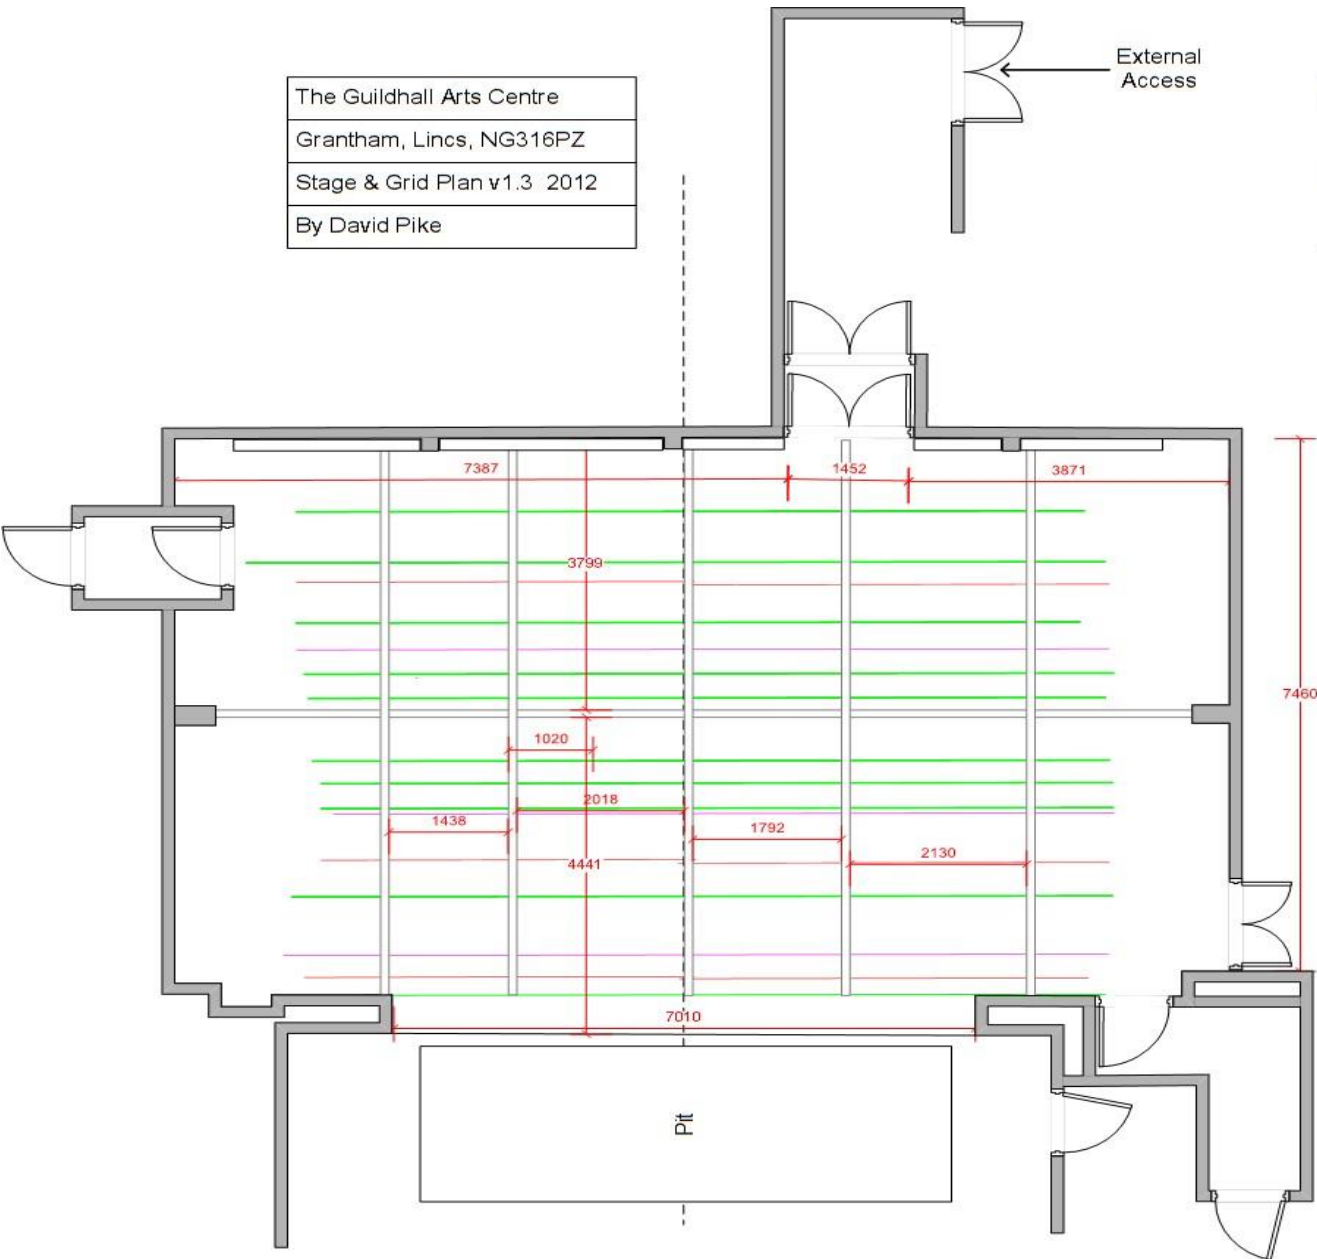 External
Access
The Guildhall Arts Centre
Grantham, Lincs, NG316PZ
Stage & Grid Plan v1.3 2012
By David Pike
7387
1452
3871
3799
7460
1020
2018
1438
1792
2130
4441
7010
Pit